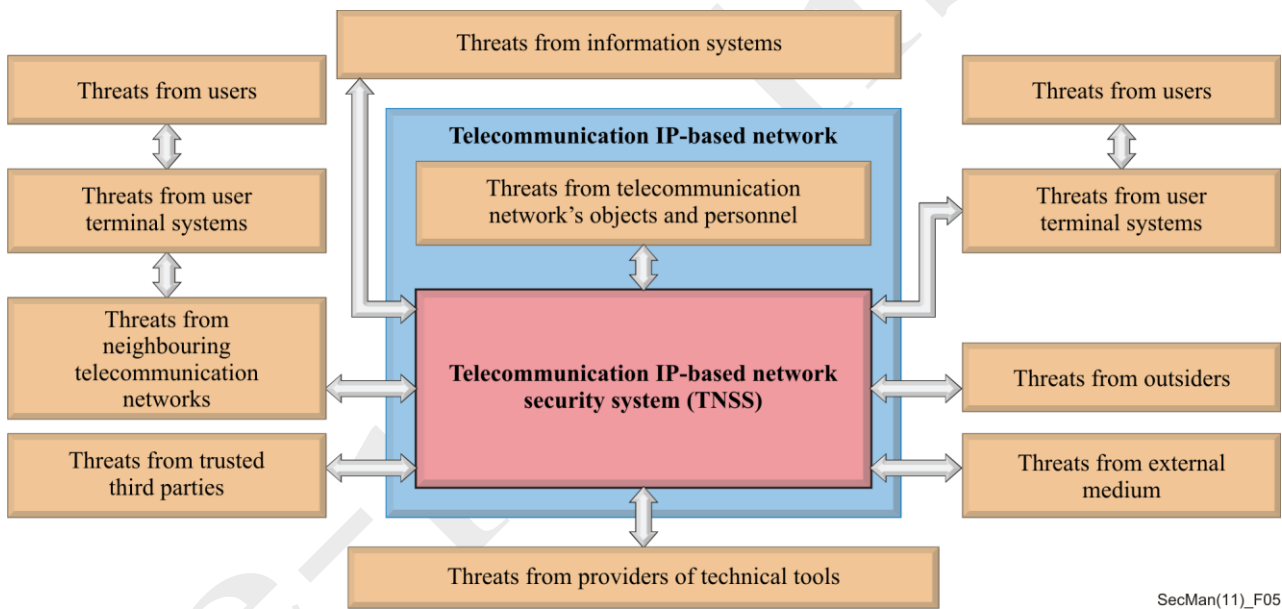 Threats from information systems
Threats from users
Threats from users
Telecommunication IP-based network
Threats from user
terminal systems
Threats from telecommunication
network’s objects and personnel
Threats from user
terminal systems
Threats from
neighbouring
telecommunication
networks
Telecommunication IP-based network
security system (TNSS)
Threats from outsiders
Threats from trusted
third parties
Threats from external
medium
Threats from providers of technical tools
SecMan(11)_F05